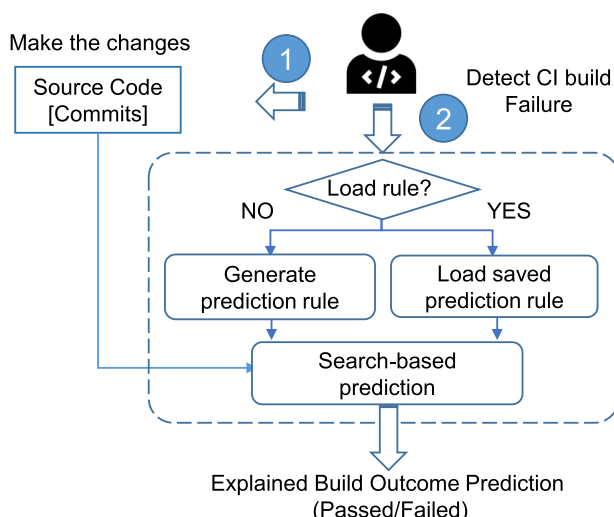 Make the changes
1
</>
Source Code
[Commits]
Detect CI build
Failure
2
Load rule?
NO
YES
Generate
prediction rule
Load saved
prediction rule
Search-based
prediction
Explained Build Outcome Prediction
(Passed/Failed)